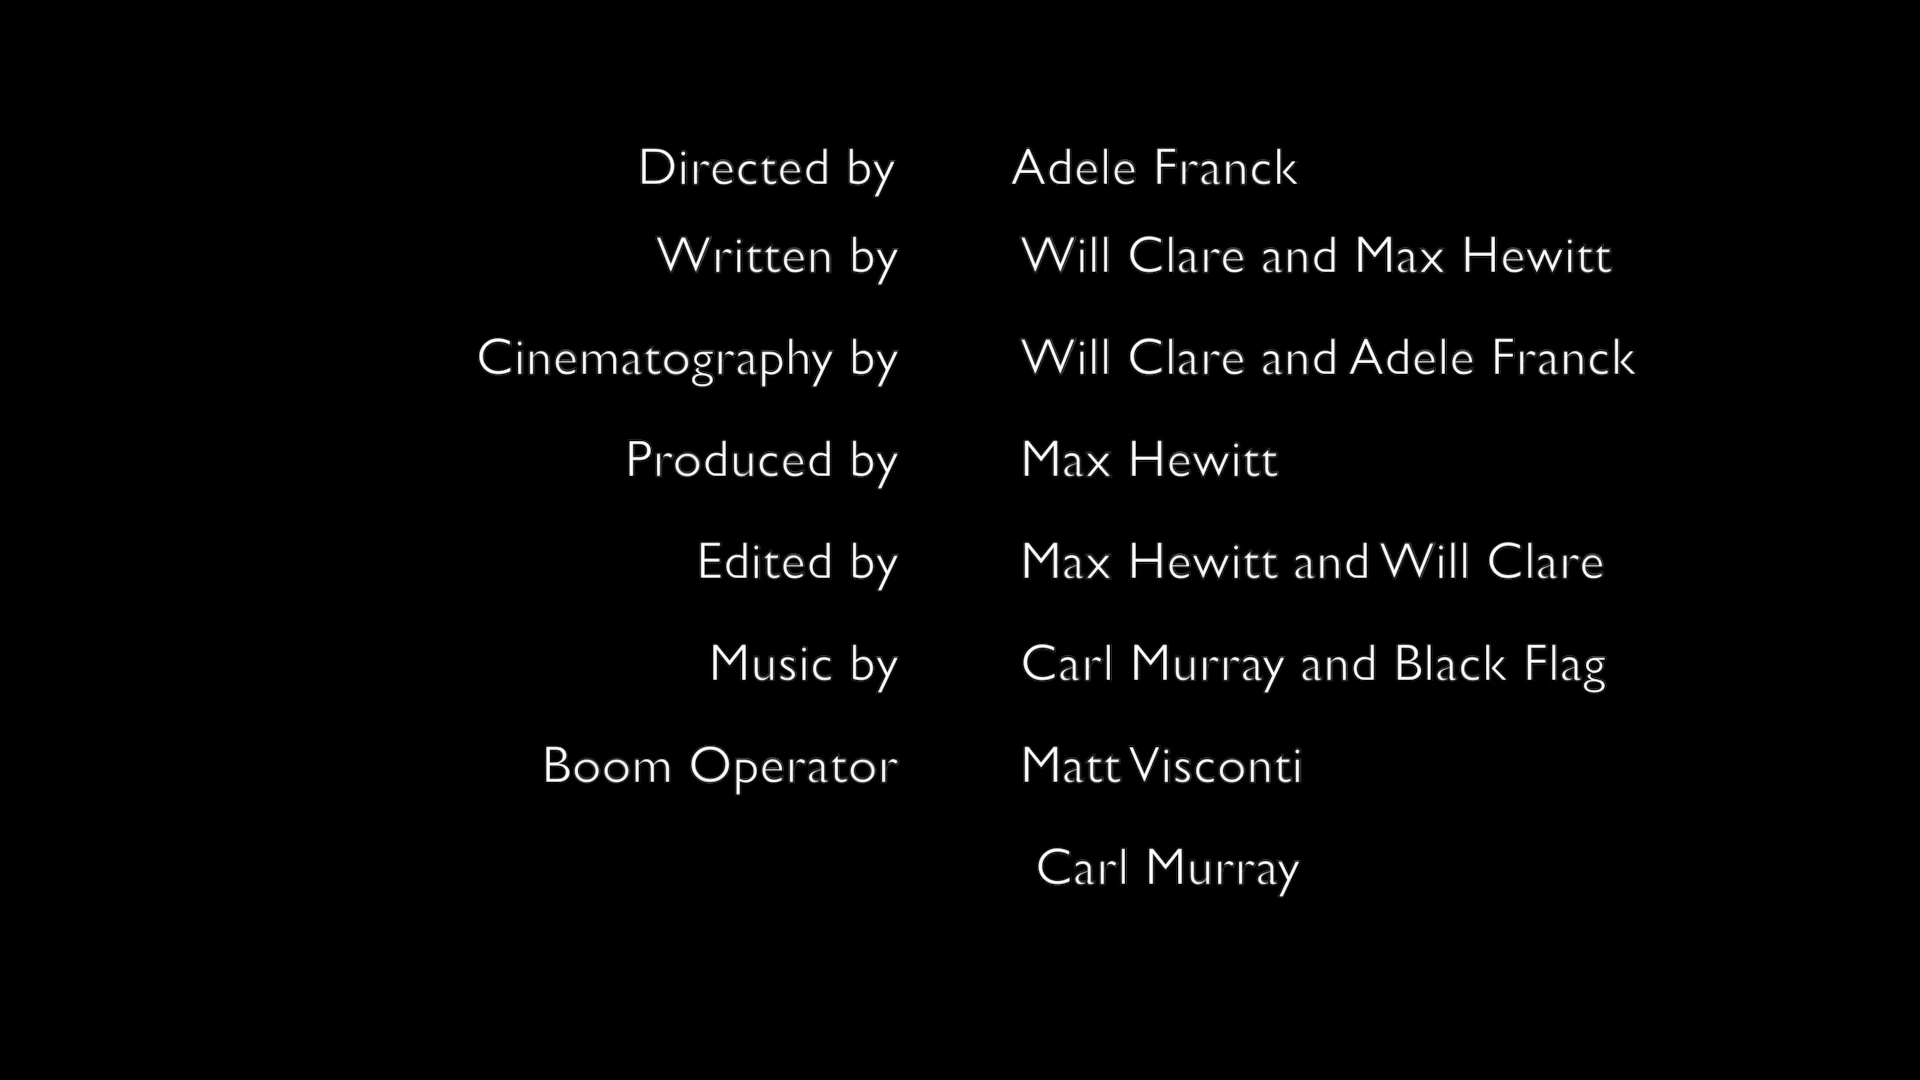 Directed by Adele Franck
Written by Will Clare and Max Hewitt
Cinematography by Will Clare and Adele Franck
Produced by Max Hewitt
Edited by Max Hewitt and Will Clare
Music by Carl Murray and Black Flag
Boom Operator Matt Visconti
Carl Murray